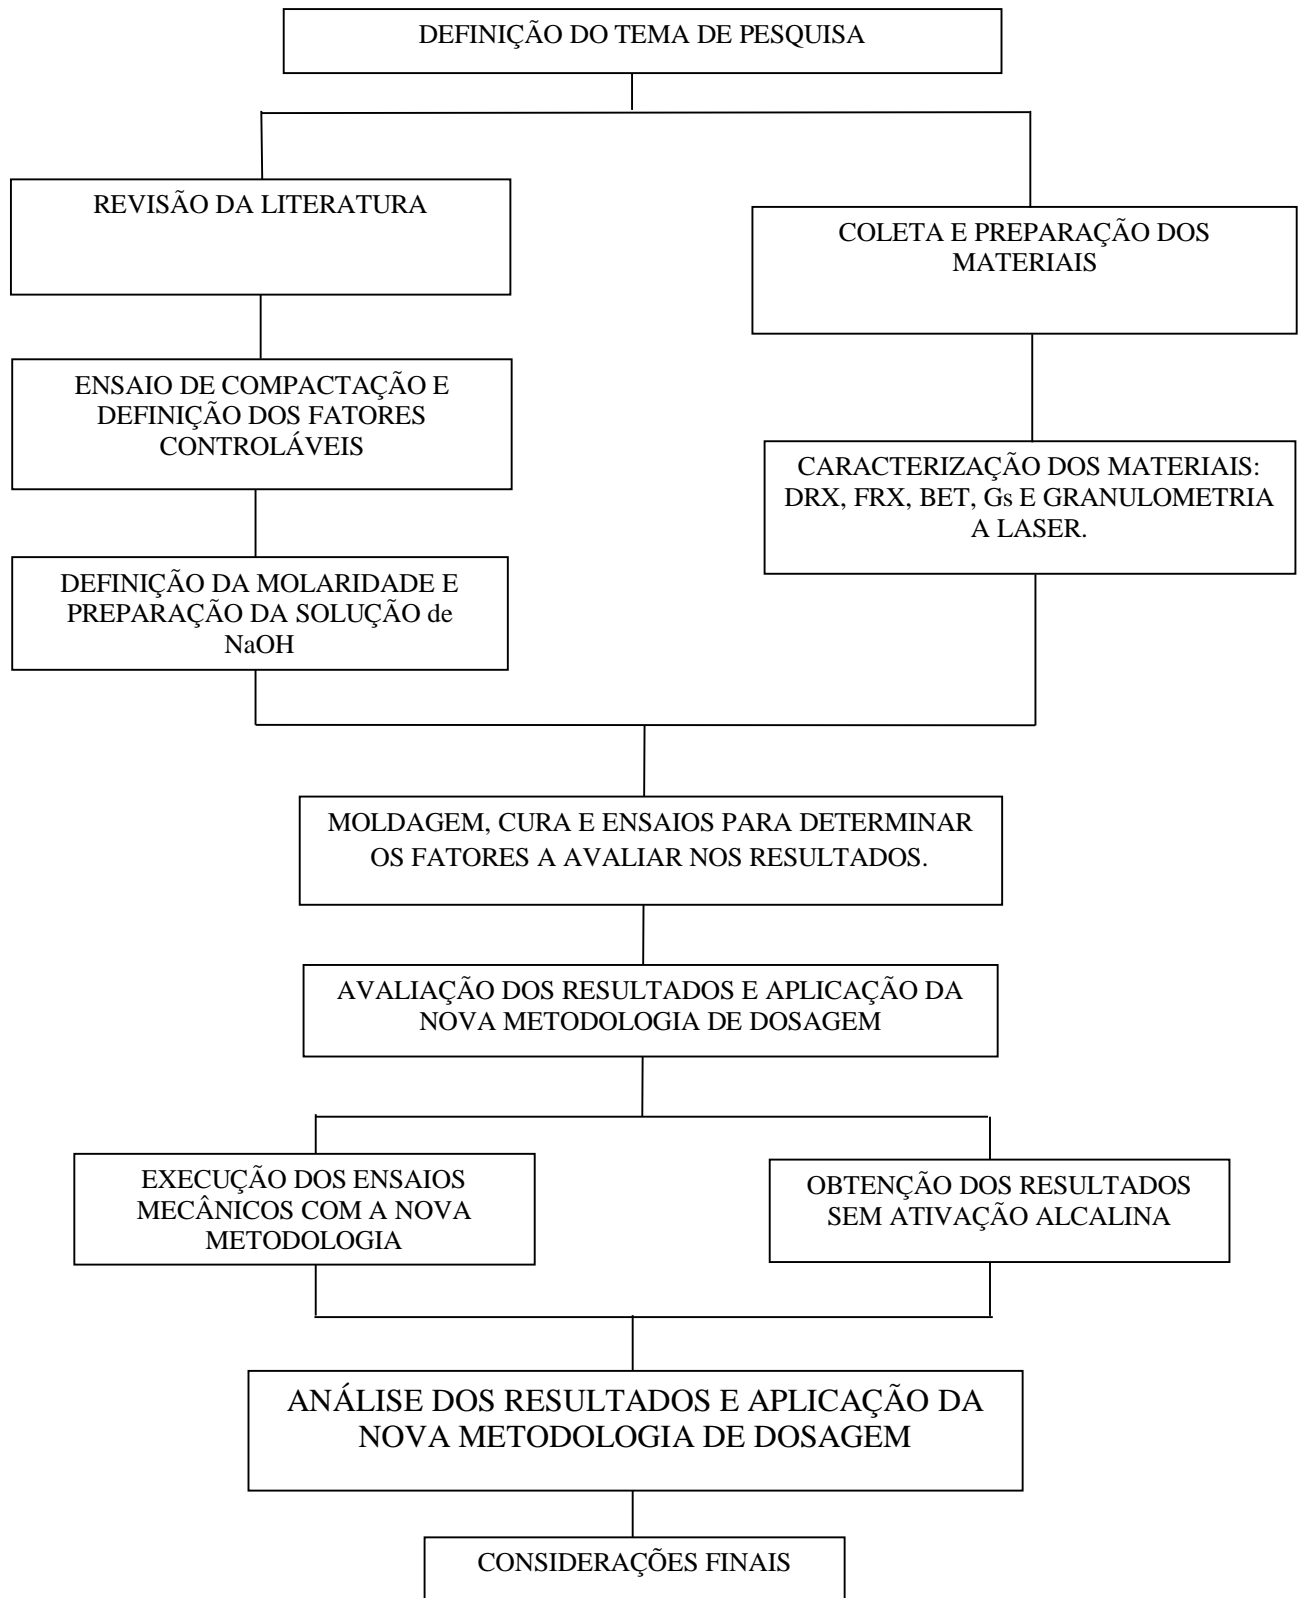 DEFINIÇÃO DO TEMA DE PESQUISA
REVISÃO DA LITERATURA
COLETA E PREPARAÇÃO DOS
MATERIAIS
ENSAIO DE COMPACTAÇÃO E
DEFINIÇÃO DOS FATORES
CONTROLÁVEIS
CARACTERIZAÇÃO DOS MATERIAIS:
DRX, FRX, BET, Gs E GRANULOMETRIA
A LASER.
DEFINIÇÃO DA MOLARIDADE E
PREPARAÇÃO DA SOLUÇÃO de
NaOH
MOLDAGEM, CURA E ENSAIOS PARA DETERMINAR
OS FATORES A AVALIAR NOS RESULTADOS.
AVALIAÇÃO DOS RESULTADOS E APLICAÇÃO DA
NOVA METODOLOGIA DE DOSAGEM
EXECUÇÃO DOS ENSAIOS
MECÂNICOS COM A NOVA
METODOLOGIA
OBTENÇÃO DOS RESULTADOS
SEM ATIVAÇÃO ALCALINA
ANÁLISE DOS RESULTADOS E APLICAÇÃO DA
NOVA METODOLOGIA DE DOSAGEM
CONSIDERAÇÕES FINAIS